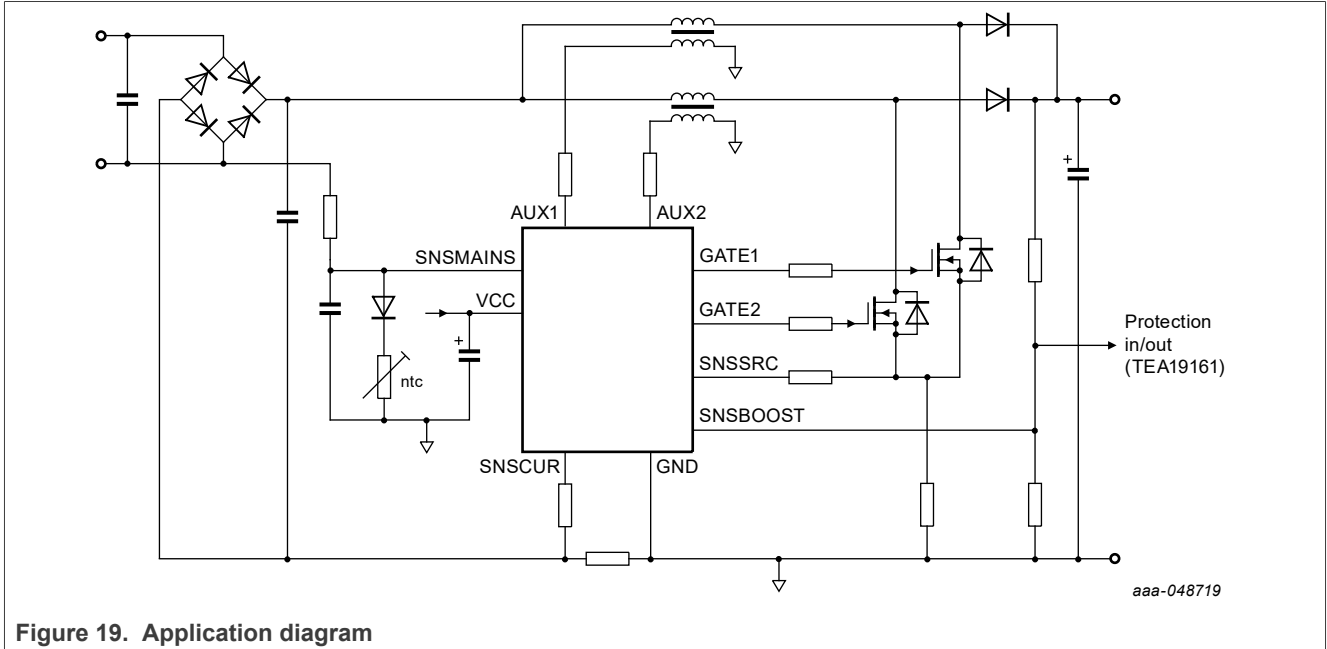 AUX1
AUX2
SNSMAINS
GATE1
VCC
GATE2
Protection
in/out
(TEA19161)
+
+
ntc
SNSSRC
SNSBOOST
SNSCUR
GND
aaa-048719
Figure 19. Application diagram